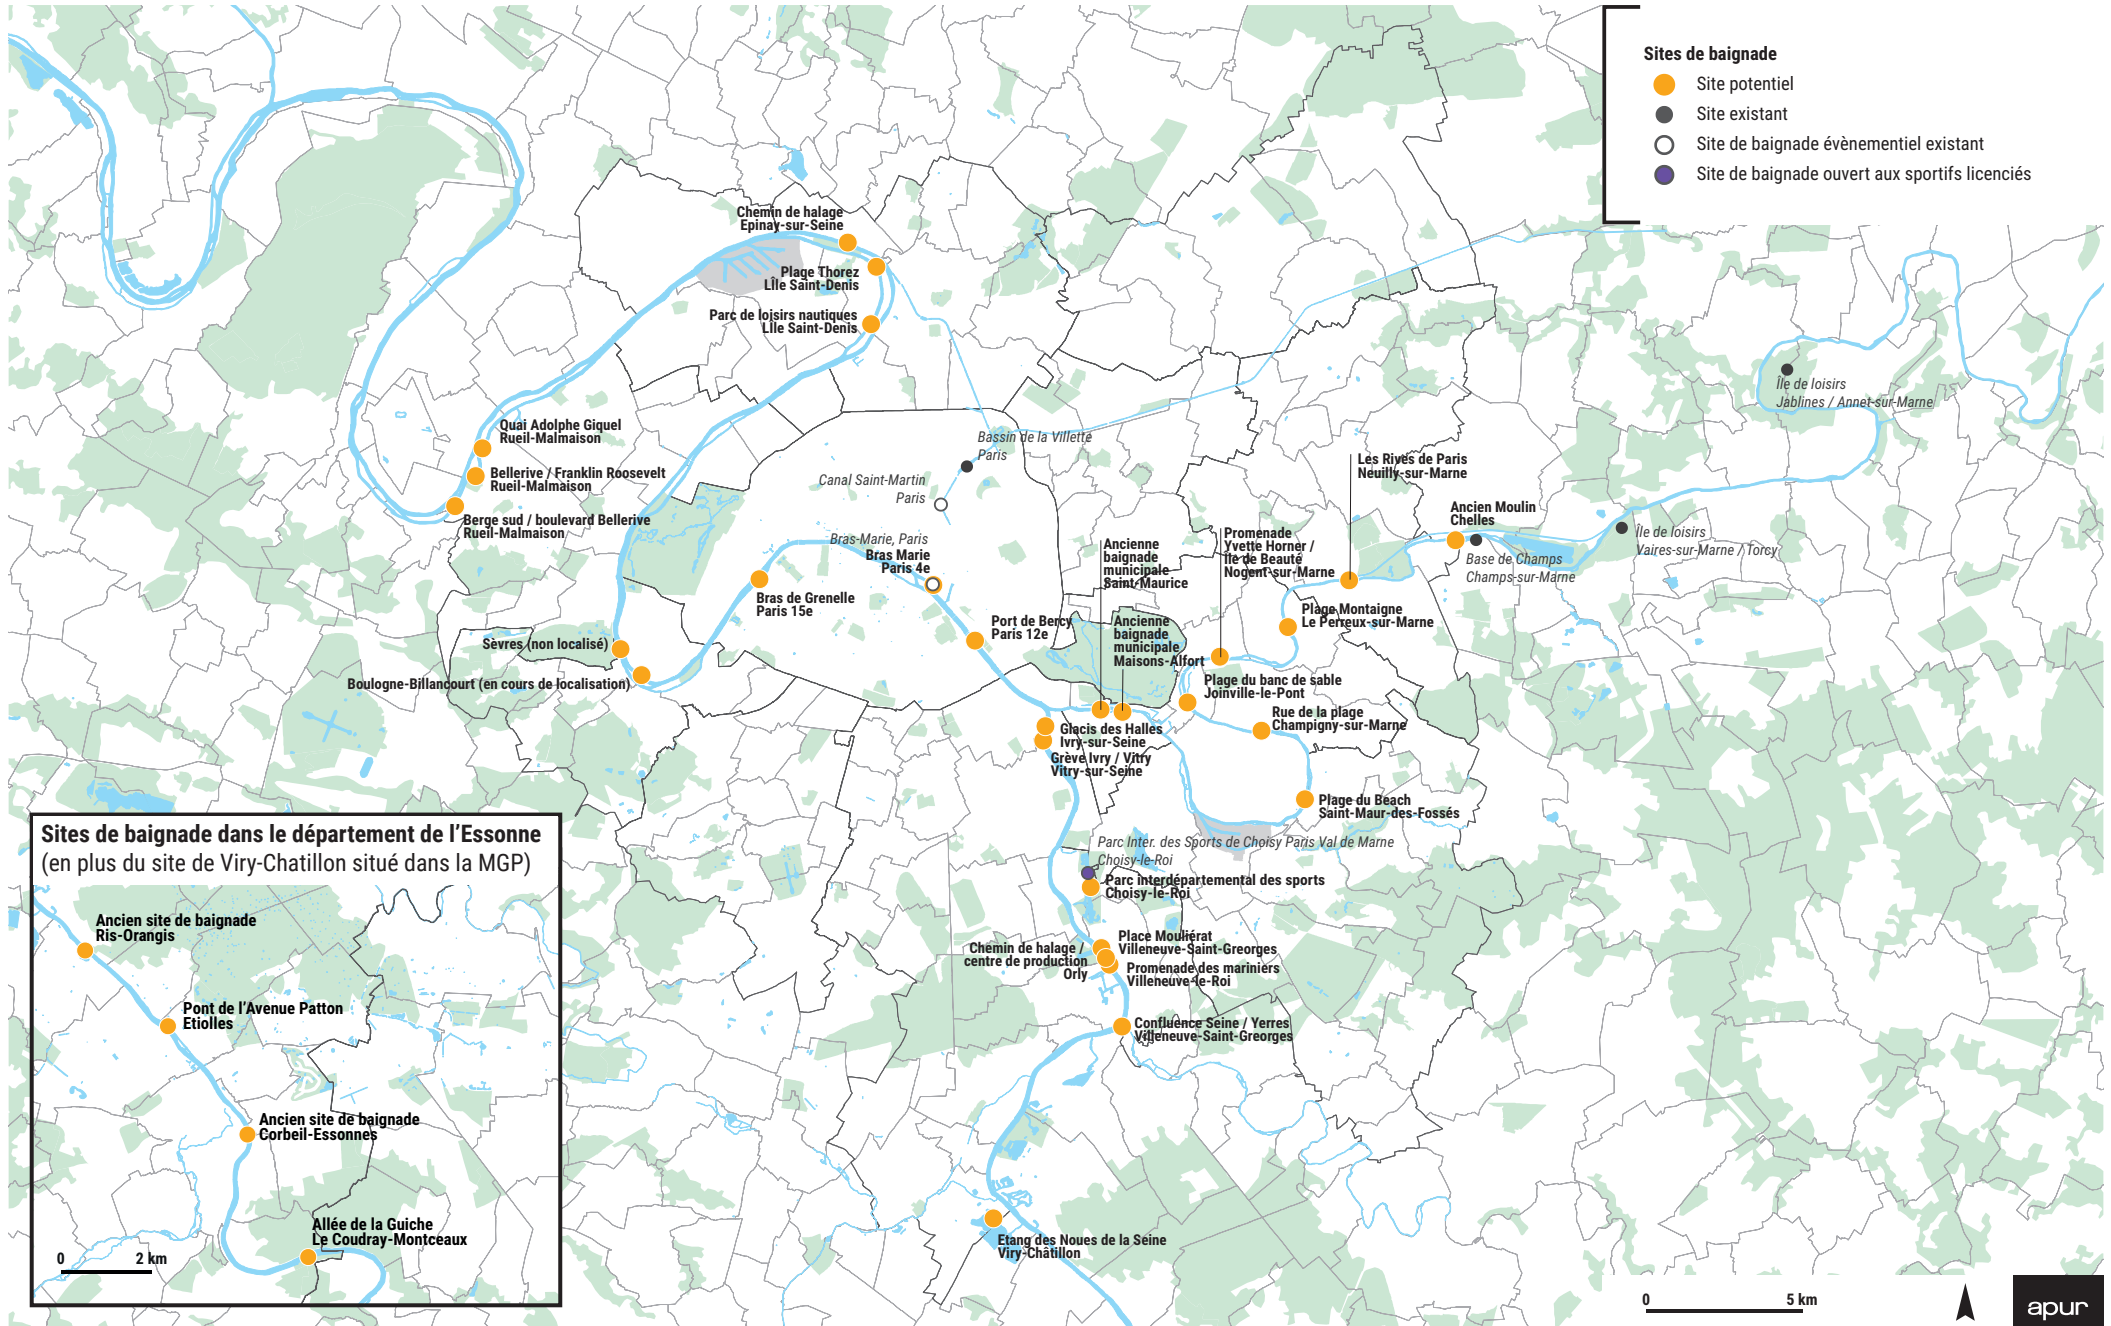 Sites de baignade
Site potentiel
Site existant
Site de baignade évènementiel existant
Site de baignade ouvert aux sportifs licenciés
Chemin de halage
Epinay-sur-Seine
Plage Thorez
L'Île Saint-Denis
Parc de loisirs nautiques
L'Île Saint-Denis
Île de loisirs
Jablines / Annet-sur-Marne
Quai Adolphe Giquel
Rueil-Malmaison
Bellerive / Franklin Roosevelt
Rueil-Malmaison
Berge sud / boulevard Bellerive
Rueil-Malmaison
Bassin de la Villette
Paris
Canal Saint-Martin
Paris
Les Rives de Paris
Neuilly-sur-Marne
Ancien Moulin
Chelles
Île de loisirs
Vaires-sur-Marne / Torcy
Base de Champs
Champs-sur-Marne
Bras-Marie, Paris
Bras Marie
Paris 4e
Ancienne
baignade
municipale
Saint-Maurice
Promenade
Yvette Horner /
Île de Beauté
Nogent-sur-Marne
Bras de Grenelle
Paris 15e
Port de Bercy
Paris 12e
Ancienne
baignade
municipale
Maisons-Alfort
Plage Montaigne
Le Perreux-sur-Marne
Sèvres (non localisé)
Boulogne-Billancourt (en cours de localisation)
Plage du banc de sable
Joinville-le-Pont
Rue de la plage
Champigny-sur-Marne
Glacis des Halles
Ivry-sur-Seine
Grève Ivry / Vitry
Vitry-sur-Seine
Plage du Beach
Saint-Maur-des-Fossés
Parc Inter. des Sports de Choisy Paris Val de Marne
Choisy-le-Roi
Parc interdépartemental des sports
Choisy-le-Roi
Place Mouliérat
Villeneuve-Saint-Greorges
Chemin de halage /
centre de production
Orly
Promenade des mariniers
Villeneuve-le-Roi
Confluence Seine / Yerres
Villeneuve-Saint-Greorges
Etang des Noues de la Seine
Viry-Châtillon
Sites de baignade dans le département de l'Essonne
(en plus du site de Viry-Chatillon situé dans la MGP)
Ancien site de baignade
Ris-Orangis
Pont de l'Avenue Patton
Etiolles
Ancien site de baignade
Corbeil-Essonnes
Allée de la Guiche
Le Coudray-Montceaux
0 2 km
0 5 km
apur